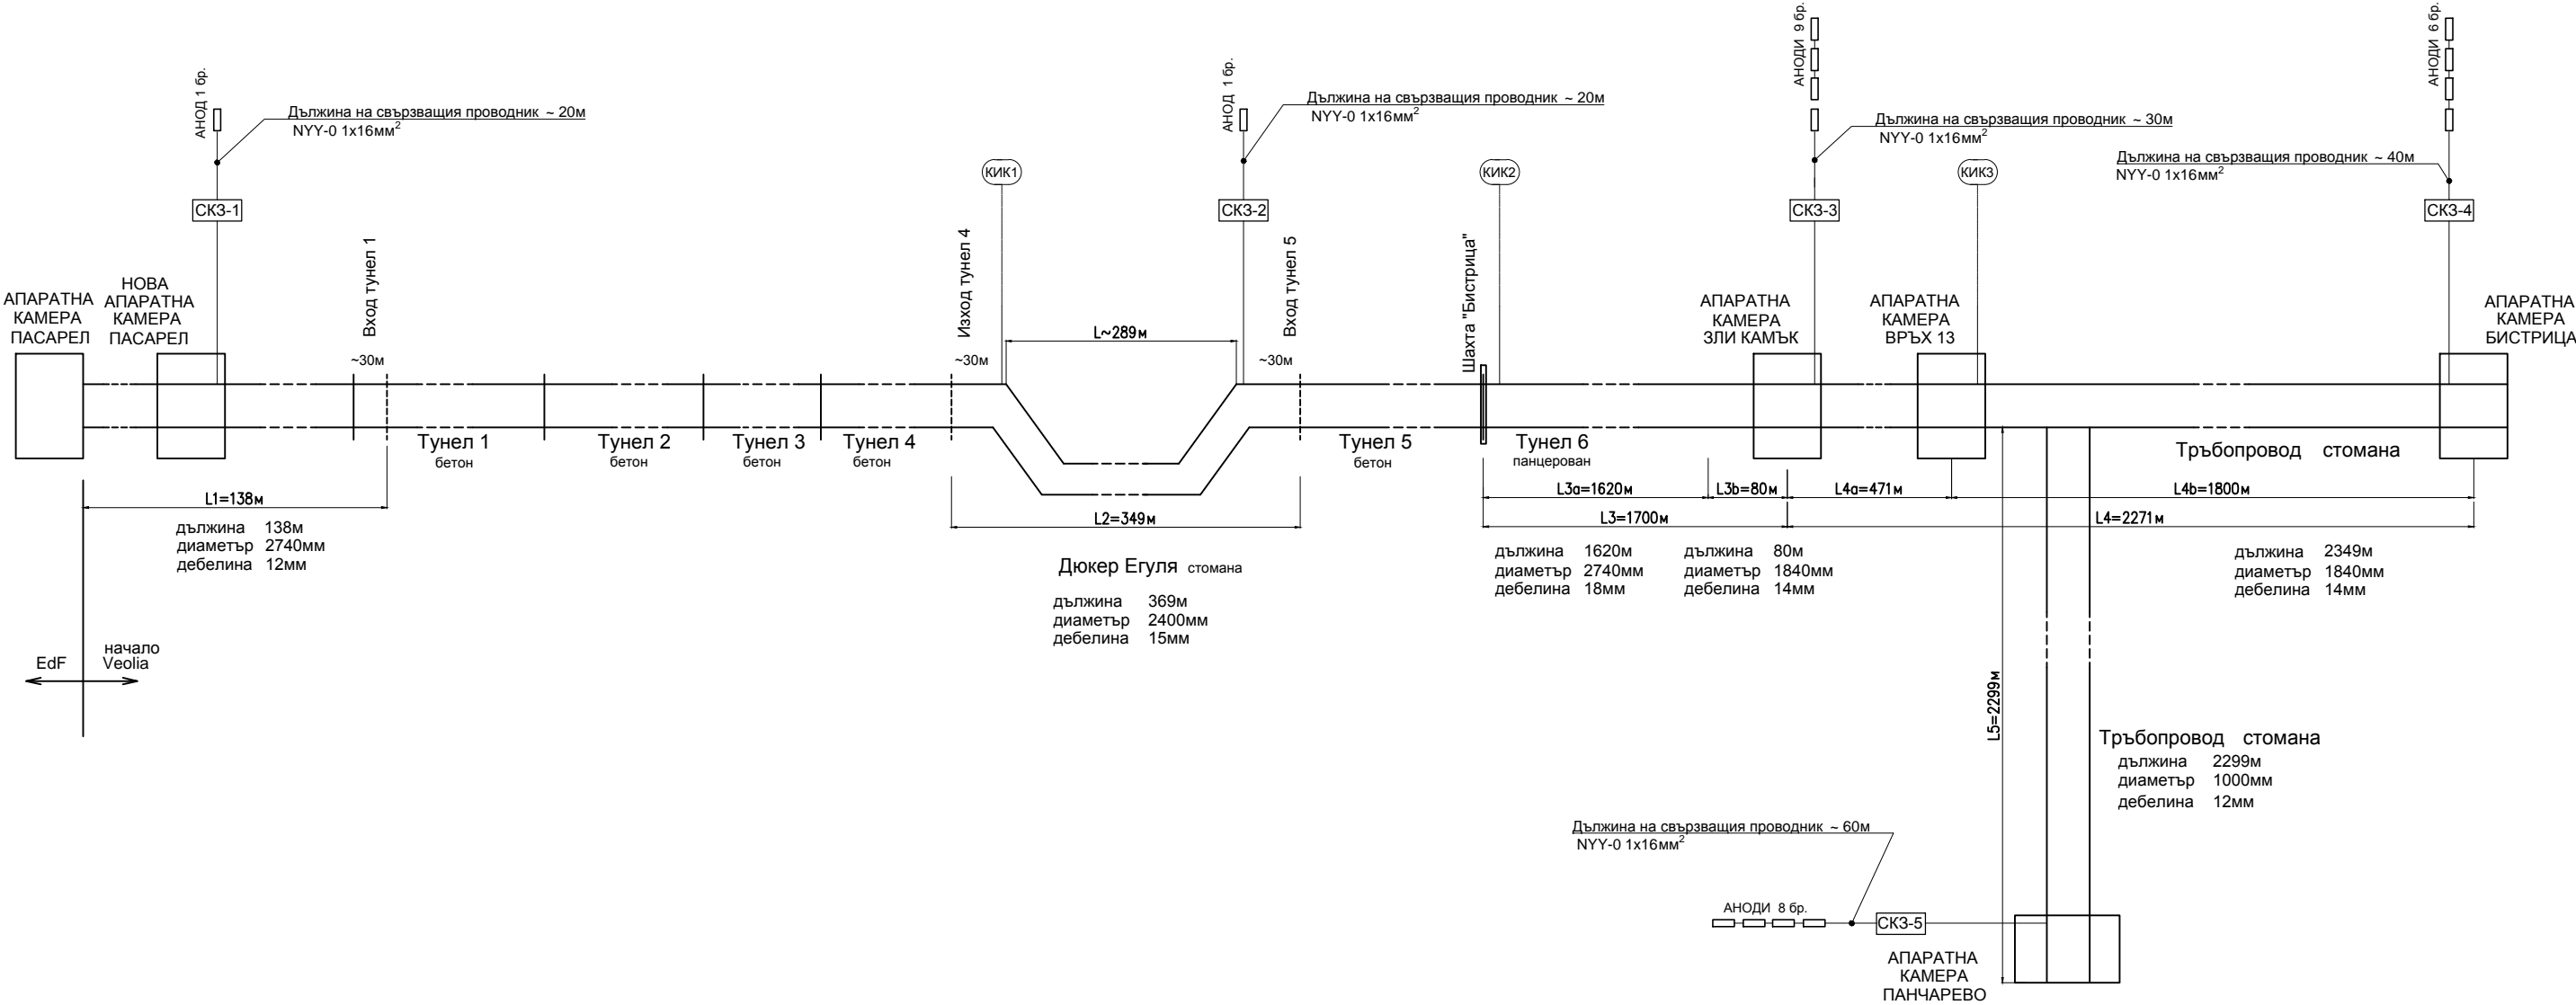 АНОД 1 бр.
Дължина на свързващия проводник ~ 20м
NYY-0 1x16мм²
СКЗ-1
АНОД 1 бр.
Дължина на свързващия проводник ~ 20м
NYY-0 1x16мм²
СКЗ-2
АНОДИ 9 бр.
Дължина на свързващия проводник ~ 30м
NYY-0 1x16мм²
СКЗ-3
АНОДИ 6 бр.
Дължина на свързващия проводник ~ 40м
NYY-0 1x16мм²
СКЗ-4
КИК1
КИК2
КИК3
АПАРАТНА
КАМЕРА
ПАСАРЕЛ
НОВА
АПАРАТНА
КАМЕРА
ПАСАРЕЛ
Вход тунел 1
~30м
Изход тунел 4
~30м
L~289м
Вход тунел 5
~30м
Шахта "Бистрица"
АПАРАТНА
КАМЕРА
ЗЛИ КАМЪК
АПАРАТНА
КАМЕРА
ВРЪХ 13
АПАРАТНА
КАМЕРА
БИСТРИЦА
Тунел 1
бетон
Тунел 2
бетон
Тунел 3
бетон
Тунел 4
бетон
Тунел 5
бетон
Тунел 6
панцерован
Тръбопровод стомана
L1=138м
дължина 138м
диаметър 2740мм
дебелина 12мм
L2=349м
Дюкер Егуля стомана
дължина 369м
диаметър 2400мм
дебелина 15мм
L3a=1620м
L3b=80м
L4a=471м
L4b=1800м
L3=1700м
L4=2271м
дължина 1620м
диаметър 2740мм
дебелина 18мм
дължина 80м
диаметър 1840мм
дебелина 14мм
дължина 2349м
диаметър 1840мм
дебелина 14мм
EdF
начало
Veolia
L5=2299м
Тръбопровод стомана
дължина 2299м
диаметър 1000мм
дебелина 12мм
Дължина на свързващия проводник ~ 60м
NYY-0 1x16мм²
АНОДИ 8 бр.
СКЗ-5
АПАРАТНА
КАМЕРА
ПАНЧАРЕВО